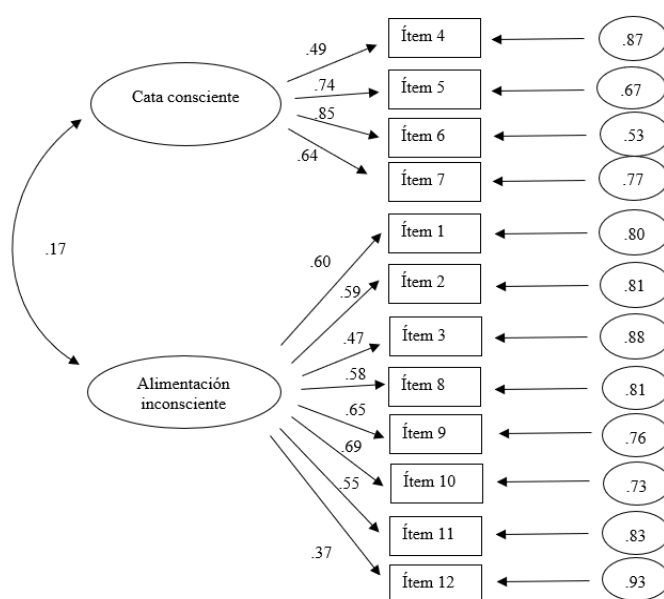 .49 Ítem 4 .87
Cata consciente .74 Ítem 5 .67
.85 Ítem 6 .53
.64 Ítem 7 .77
.17
.60 Ítem 1 .80
.59 Ítem 2 .81
.47 Ítem 3 .88
Alimentación
inconsciente
.58 Ítem 8 .81
.65 Ítem 9 .76
.69 Ítem 10 .73
.55 Ítem 11 .83
.37 Ítem 12 .93